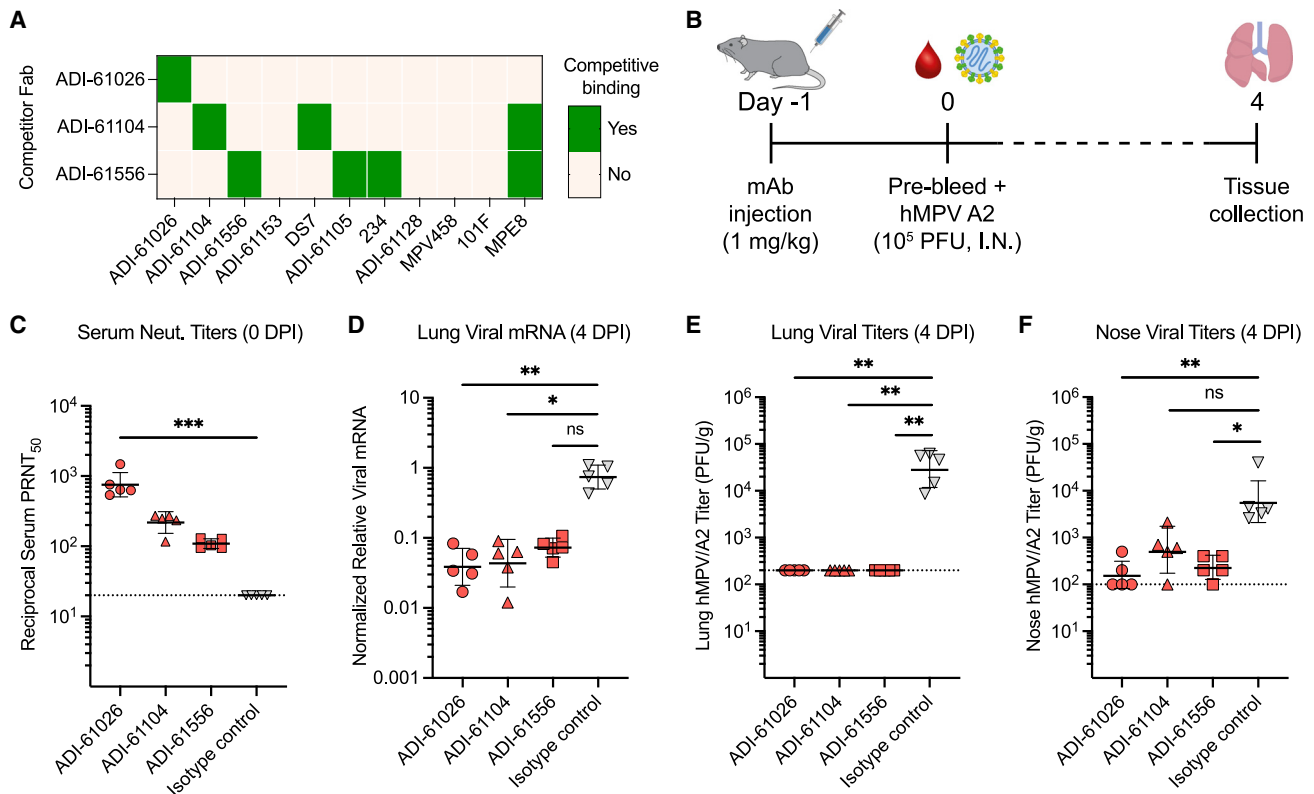 A
Competitor Fab
ADI-61026
ADI-61104
ADI-61556
ADI-61026
ADI-61104
ADI-61556
ADI-61153
DS7
ADI-61105
234
ADI-61128
MPV458
101F
MPE8
Competitive
binding
Yes
No
B
Day -1
0
4
mAb
injection
(1 mg/kg)
Pre-bleed +
hMPV A2
(10⁵ PFU, I.N.)
Tissue
collection
C
Serum Neut. Titers (0 DPI)
Reciprocal Serum PRNT₅₀
10⁴
10³
10²
10¹
***
ADI-61026
ADI-61104
ADI-61556
Isotype control
D
Lung Viral mRNA (4 DPI)
Normalized Relative Viral mRNA
10
1
0.1
0.01
0.001
**
*
ns
ADI-61026
ADI-61104
ADI-61556
Isotype control
E
Lung Viral Titers (4 DPI)
Lung hMPV/A2 Titer (PFU/g)
10⁶
10⁵
10⁴
10³
10²
10¹
**
**
**
ADI-61026
ADI-61104
ADI-61556
Isotype control
F
Nose Viral Titers (4 DPI)
Nose hMPV/A2 Titer (PFU/g)
10⁶
10⁵
10⁴
10³
10²
10¹
**
ns
*
ADI-61026
ADI-61104
ADI-61556
Isotype control